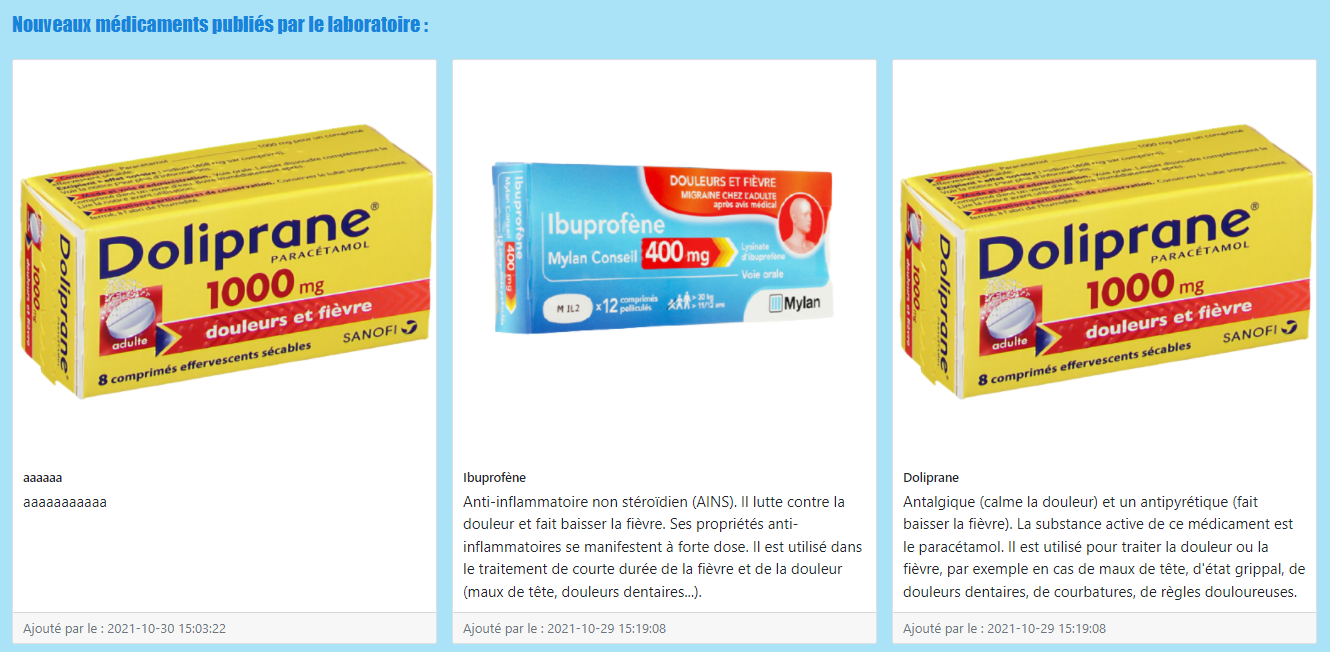 Nouveaux médicaments publiés par le laboratoire :
Doliprane®
PARACÉTAMOL
1000 mg
douleurs et fièvre
adulte
SANOFI
8 comprimés effervescents sécables
Doliprane
1000 mg
aaaaaa
aaaaaaaaaaa
Ajouté par le : 2021-10-30 15:03:22
DOULEURS ET FIÈVRE
MIGRAINE CHEZ L'ADULTE
après avis médical
Ibuprofène
Mylan Conseil 400 mg
Lysinate
d'ibuprofène
Voie orale
M IL2 x 12 comprimés
pelliculés
> 30 kg
> 11/12 ans
Mylan
Ibuprofène
Mylan Conseil
400 mg
Ibuprofène
Anti-inflammatoire non stéroïdien (AINS). Il lutte contre la
douleur et fait baisser la fièvre. Ses propriétés anti-
inflammatoires se manifestent à forte dose. Il est utilisé dans
le traitement de courte durée de la fièvre et de la douleur
(maux de tête, douleurs dentaires...).
Ajouté par le : 2021-10-29 15:19:08
Doliprane®
PARACÉTAMOL
1000 mg
douleurs et fièvre
adulte
SANOFI
8 comprimés effervescents sécables
Doliprane
1000 mg
Doliprane
Antalgique (calme la douleur) et un antipyrétique (fait
baisser la fièvre). La substance active de ce médicament est
le paracétamol. Il est utilisé pour traiter la douleur ou la
fièvre, par exemple en cas de maux de tête, d'état grippal, de
douleurs dentaires, de courbatures, de règles douloureuses.
Ajouté par le : 2021-10-29 15:19:08